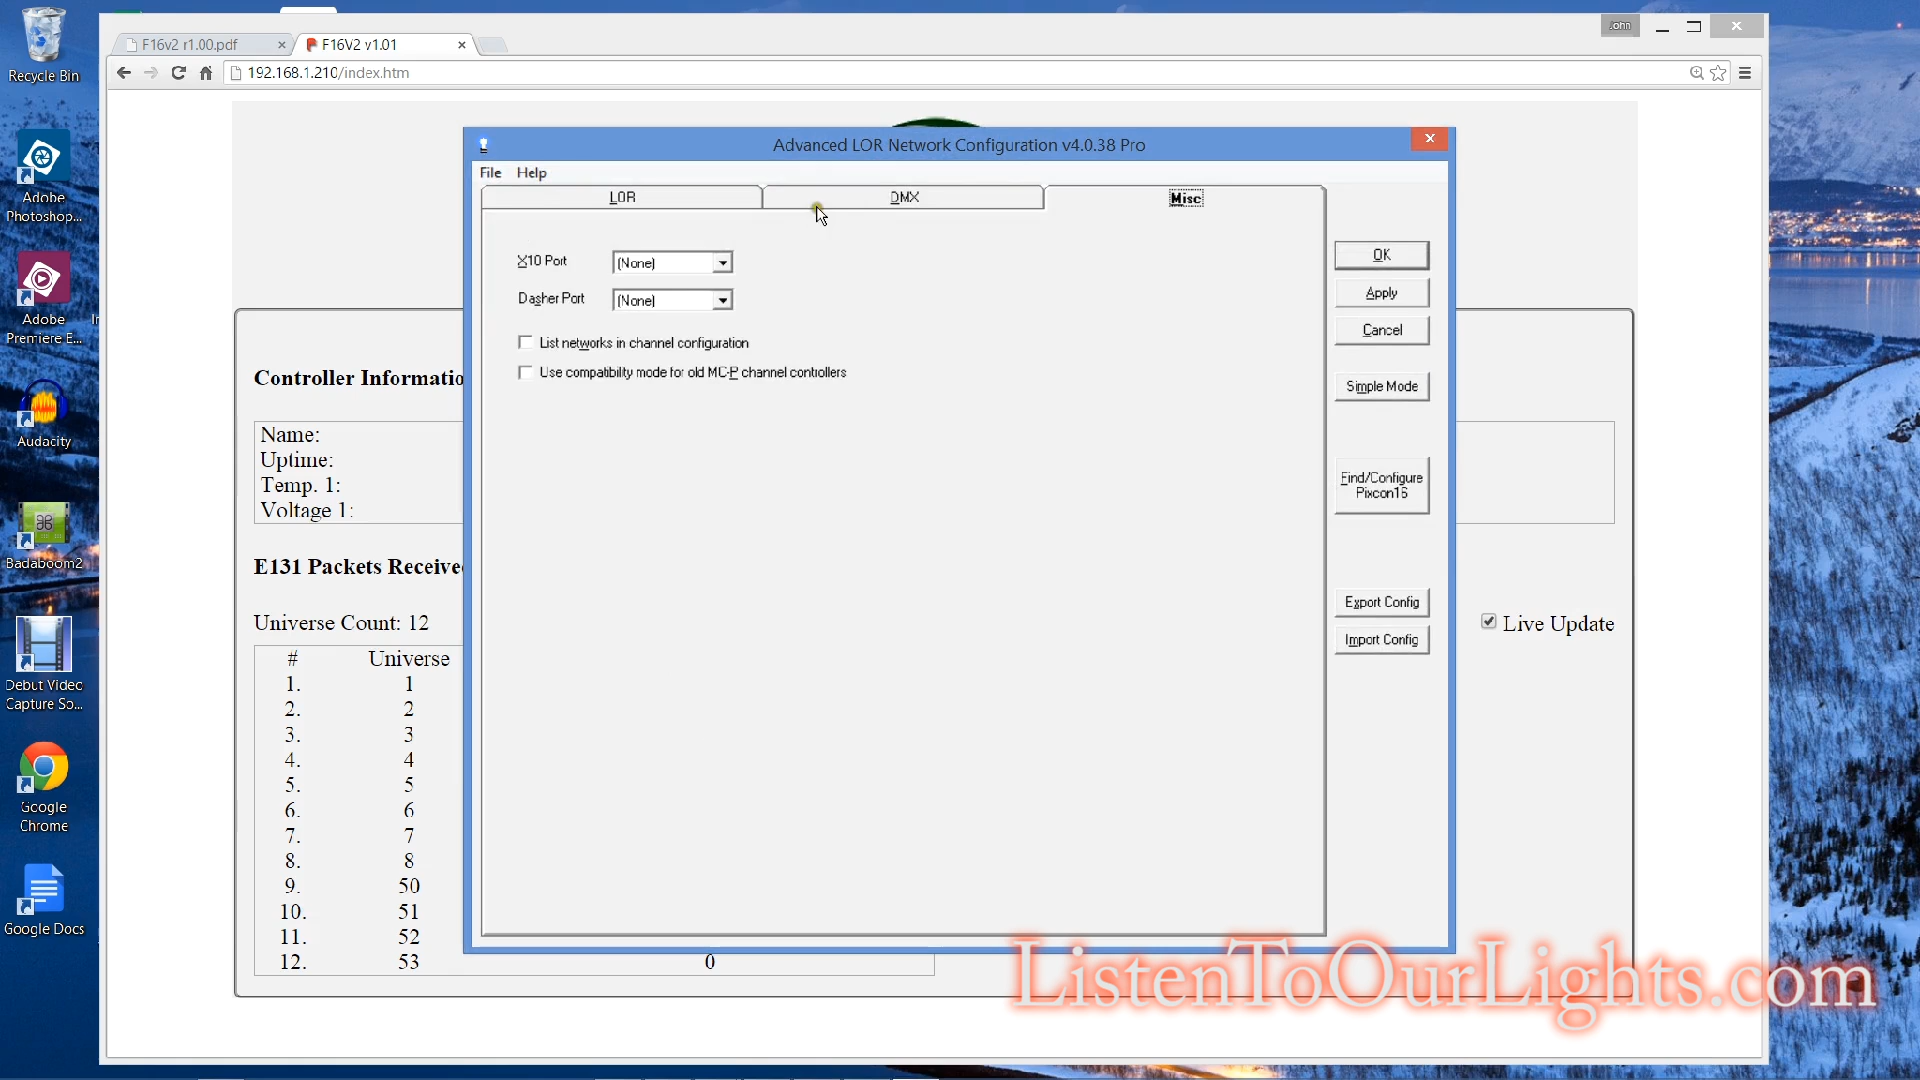 John
F16v2 r1.00.pdf
F16V2 v1.01
192.168.1.210/index.htm
Recycle Bin
Adobe
Photoshop...
Adobe
Premiere E...
Audacity
Badaboom2
Debut Video
Capture So...
Google
Chrome
Google Docs
Advanced LOR Network Configuration v4.0.38 Pro
File Help
LOR DMX Misc
X10 Port (None)
Dasher Port (None)
List networks in channel configuration
Use compatibility mode for old MC-P channel controllers
OK
Apply
Cancel
Simple Mode
Find/Configure
Pixcon16
Export Config
Import Config
Controller Informatio
Name:
Uptime:
Temp. 1:
Voltage 1:
E131 Packets Receive
Universe Count: 12
Live Update
# Universe
1. 1
2. 2
3. 3
4. 4
5. 5
6. 6
7. 7
8. 8
9. 50
10. 51
11. 52
12. 53 0
ListenToOurLights.com